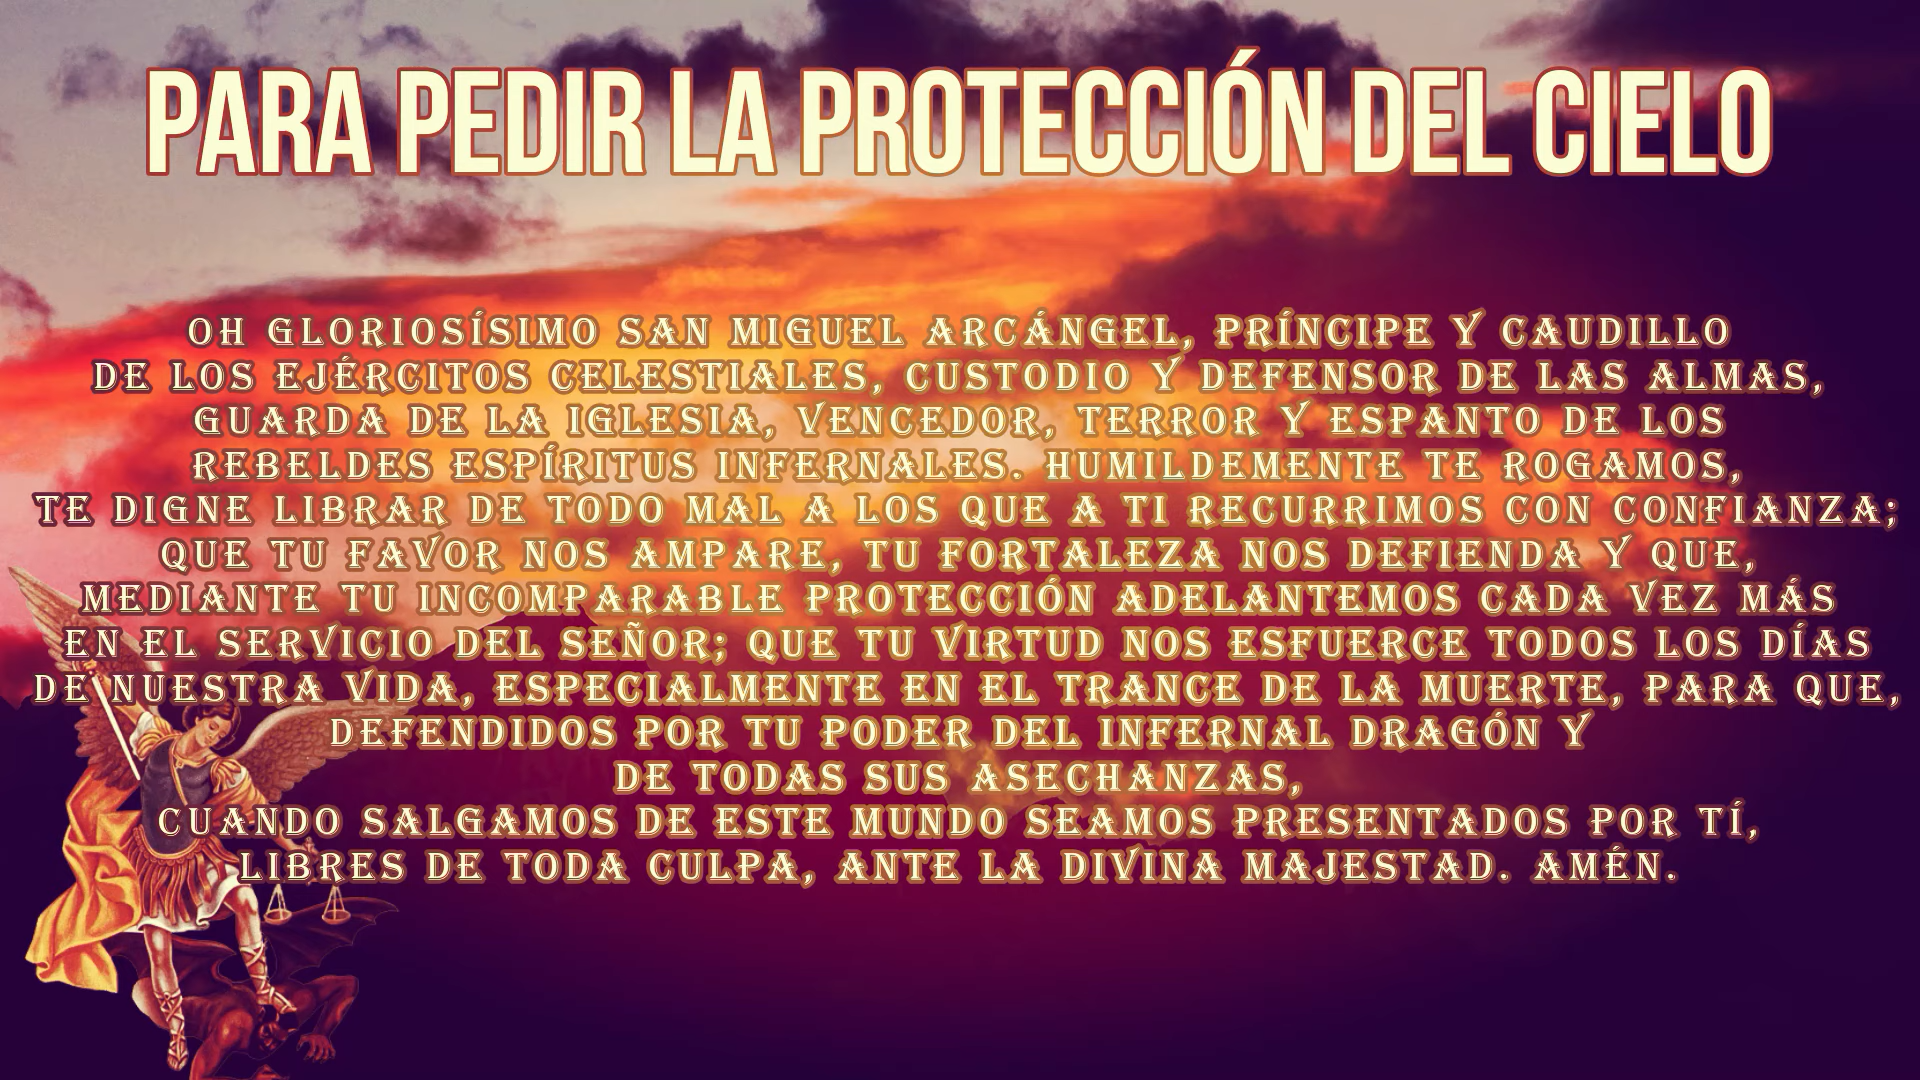 PARA PEDIR LA PROTECCIÓN DEL CIELO
OH GLORIOSÍSIMO SAN MIGUEL ARCÁNGEL, PRÍNCIPE Y CAUDILLO
DE LOS EJÉRCITOS CELESTIALES, CUSTODIO Y DEFENSOR DE LAS ALMAS,
GUARDA DE LA IGLESIA, VENCEDOR, TERROR Y ESPANTO DE LOS
REBELDES ESPÍRITUS INFERNALES. HUMILDEMENTE TE ROGAMOS,
TE DIGNE LIBRAR DE TODO MAL A LOS QUE A TI RECURRIMOS CON CONFIANZA;
QUE TU FAVOR NOS AMPARE, TU FORTALEZA NOS DEFIENDA Y QUE,
MEDIANTE TU INCOMPARABLE PROTECCIÓN ADELANTEMOS CADA VEZ MÁS
EN EL SERVICIO DEL SEÑOR; QUE TU VIRTUD NOS ESFUERCE TODOS LOS DÍAS
DE NUESTRA VIDA, ESPECIALMENTE EN EL TRANCE DE LA MUERTE, PARA QUE,
DEFENDIDOS POR TU PODER DEL INFERNAL DRAGÓN Y
DE TODAS SUS ASECHANZAS,
CUANDO SALGAMOS DE ESTE MUNDO SEAMOS PRESENTADOS POR TÍ,
LIBRES DE TODA CULPA, ANTE LA DIVINA MAJESTAD. AMÉN.